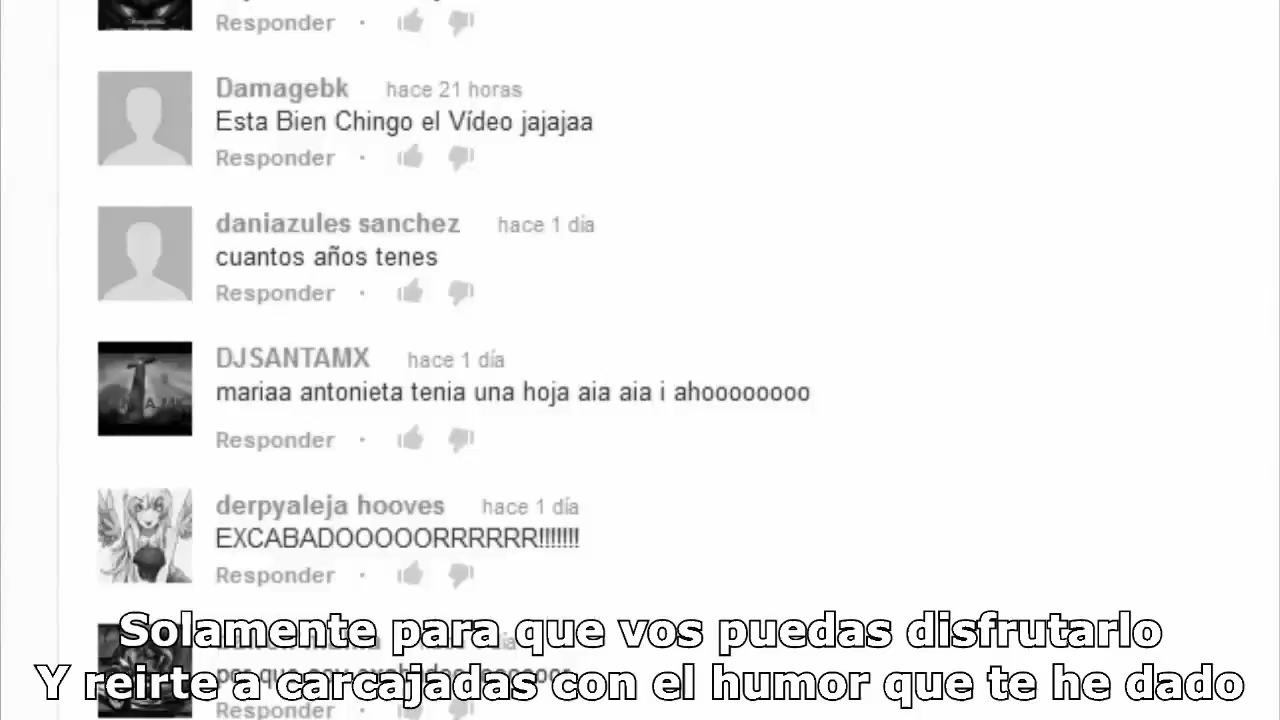 Responder ·
Damagebk hace 21 horas
Esta Bien Chingo el Vídeo jajajaa
Responder ·
daniazules sanchez hace 1 día
cuantos años tenes
Responder ·
DJSANTAMX hace 1 día
mariaa antonieta tenia una hoja aia aia i ahoooooooo
Responder ·
derpyaleja hooves hace 1 día
EXCABADOOOOORRRRRR!!!!!!!
Responder ·
Solamente para que vos puedas disfrutarlo
Y reirte a carcajadas con el humor que te he dado
Responder ·